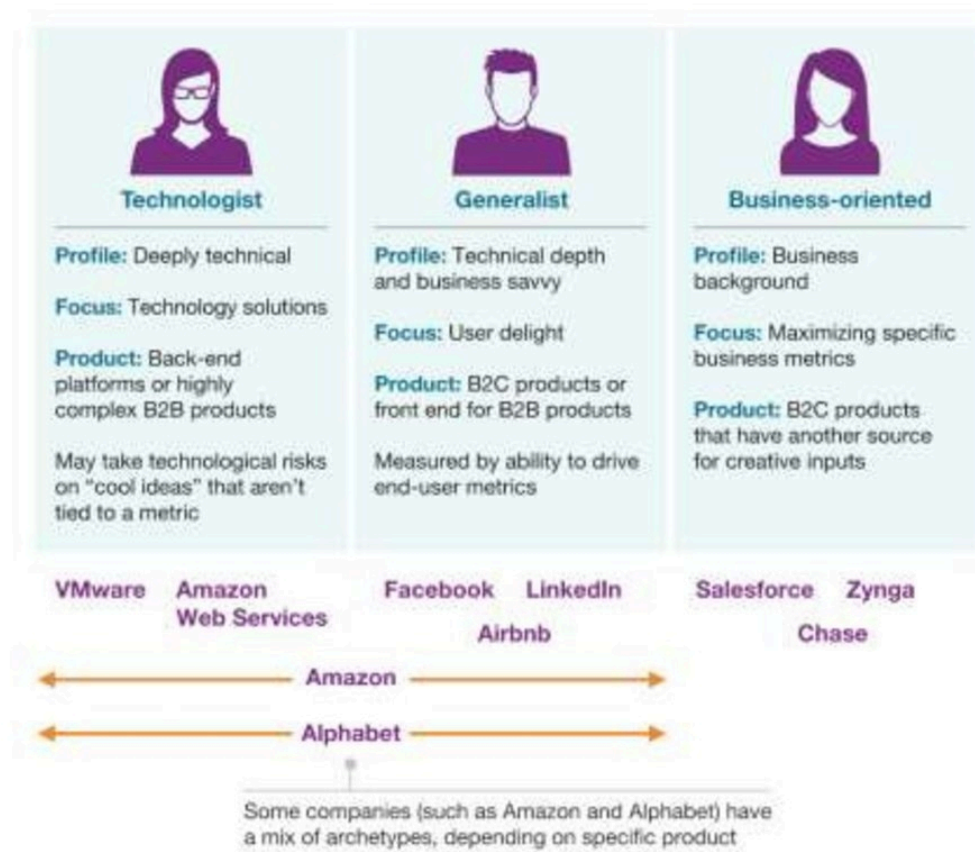 Technologist
Profile: Deeply technical
Focus: Technology solutions
Product: Back-end
platforms or highly
complex B2B products
May take technological risks
on “cool ideas” that aren’t
tied to a metric
Generalist
Profile: Technical depth
and business savvy
Focus: User delight
Product: B2C products or
front end for B2B products
Measured by ability to drive
end-user metrics
Business-oriented
Profile: Business
background
Focus: Maximizing specific
business metrics
Product: B2C products
that have another source
for creative inputs
VMware
Amazon
Web Services
Facebook
LinkedIn
Airbnb
Salesforce
Zynga
Chase
Amazon
Alphabet
Some companies (such as Amazon and Alphabet) have
a mix of archetypes, depending on specific product